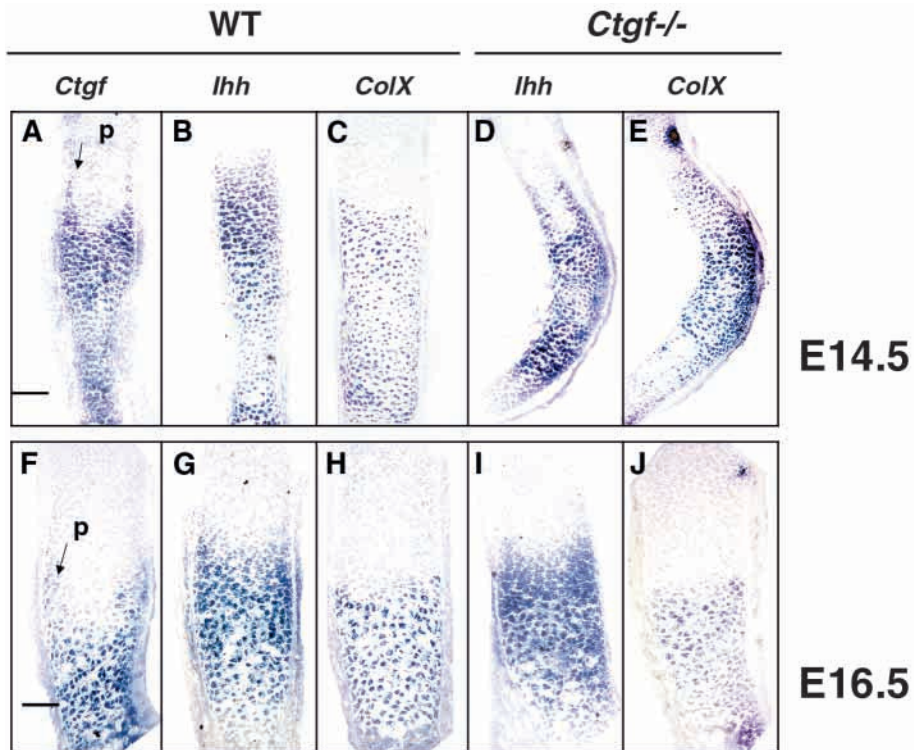 WT Ctgf-/-
Ctgf Ihh ColX Ihh ColX
A p B C D E
E14.5
F p G H I J
E16.5